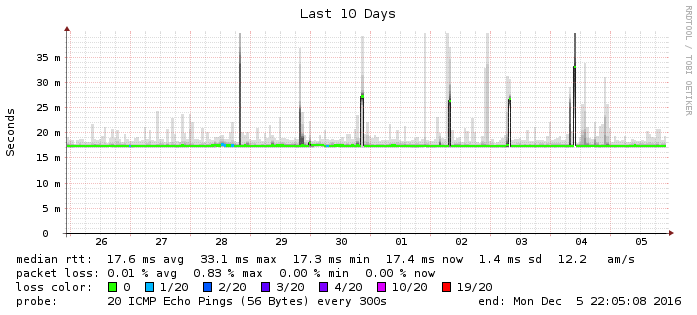 Last 10 Days
RRDTOOL / TOBI OETIKER
Seconds
35 m
30 m
25 m
20 m
15 m
10 m
5 m
0
26 27 28 29 30 01 02 03 04 05
median rtt: 17.6 ms avg 33.1 ms max 17.3 ms min 17.4 ms now 1.4 ms sd 12.2 am/s
packet loss: 0.01 % avg 0.83 % max 0.00 % min 0.00 % now
loss color: 0 1/20 2/20 3/20 4/20 10/20 19/20
probe: 20 ICMP Echo Pings (56 Bytes) every 300s end: Mon Dec 5 22:05:08 2016